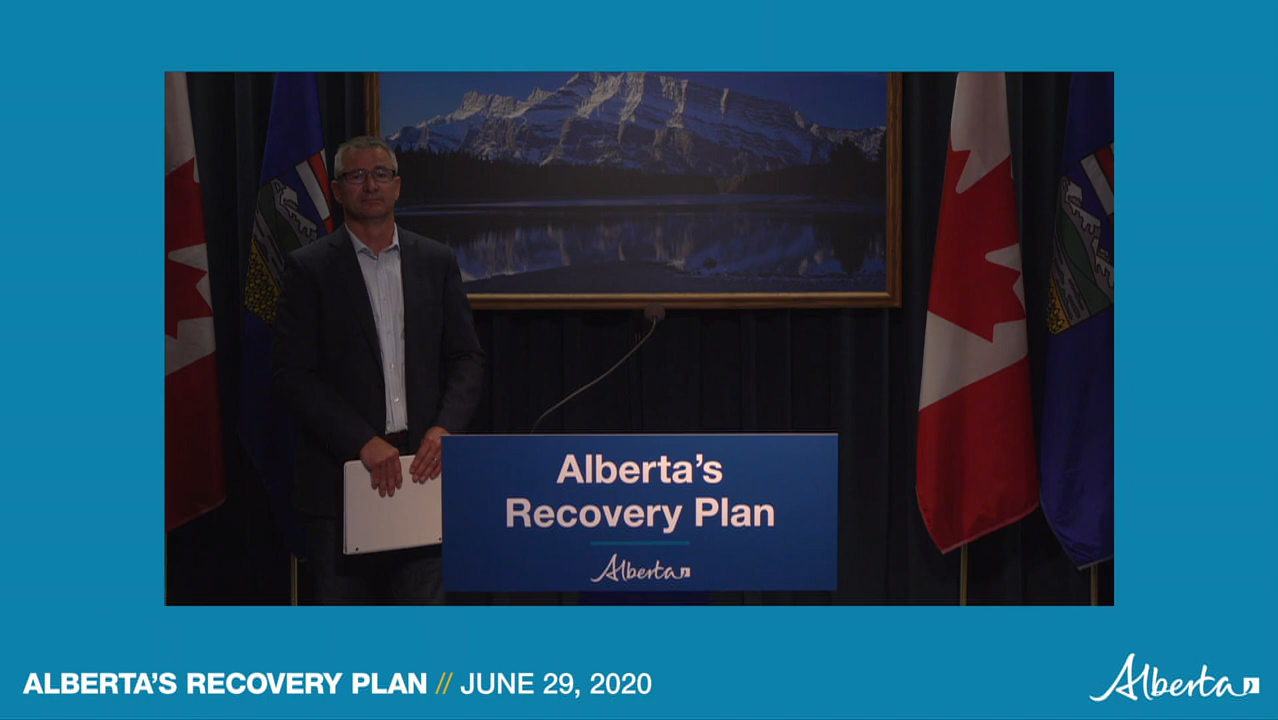 Alberta's
Recovery Plan
Alberta
ALBERTA'S RECOVERY PLAN // JUNE 29, 2020
Alberta